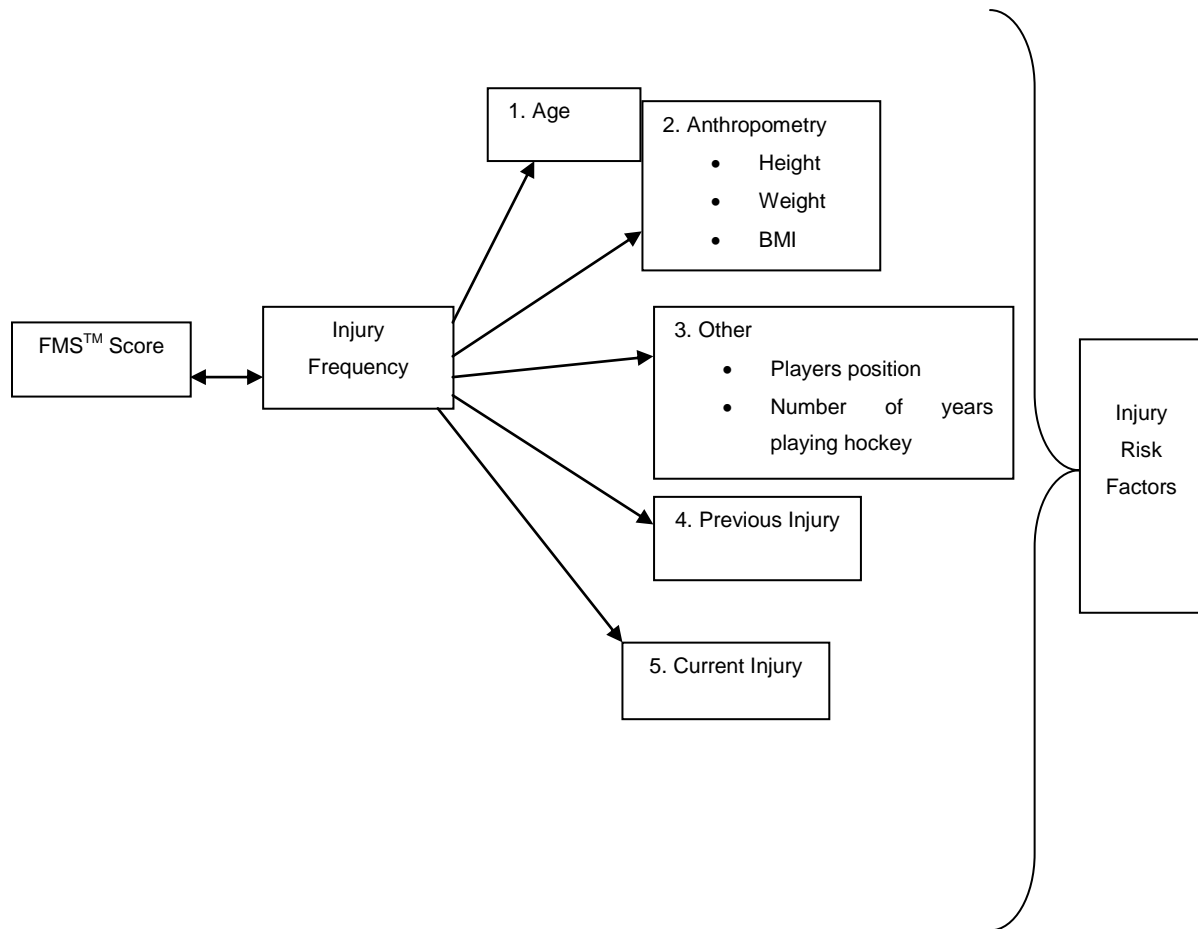 1. Age
2. Anthropometry
• Height
• Weight
• BMI
FMS™ Score
Injury
Frequency
3. Other
• Players position
• Number of years
playing hockey
4. Previous Injury
5. Current Injury
Injury
Risk
Factors